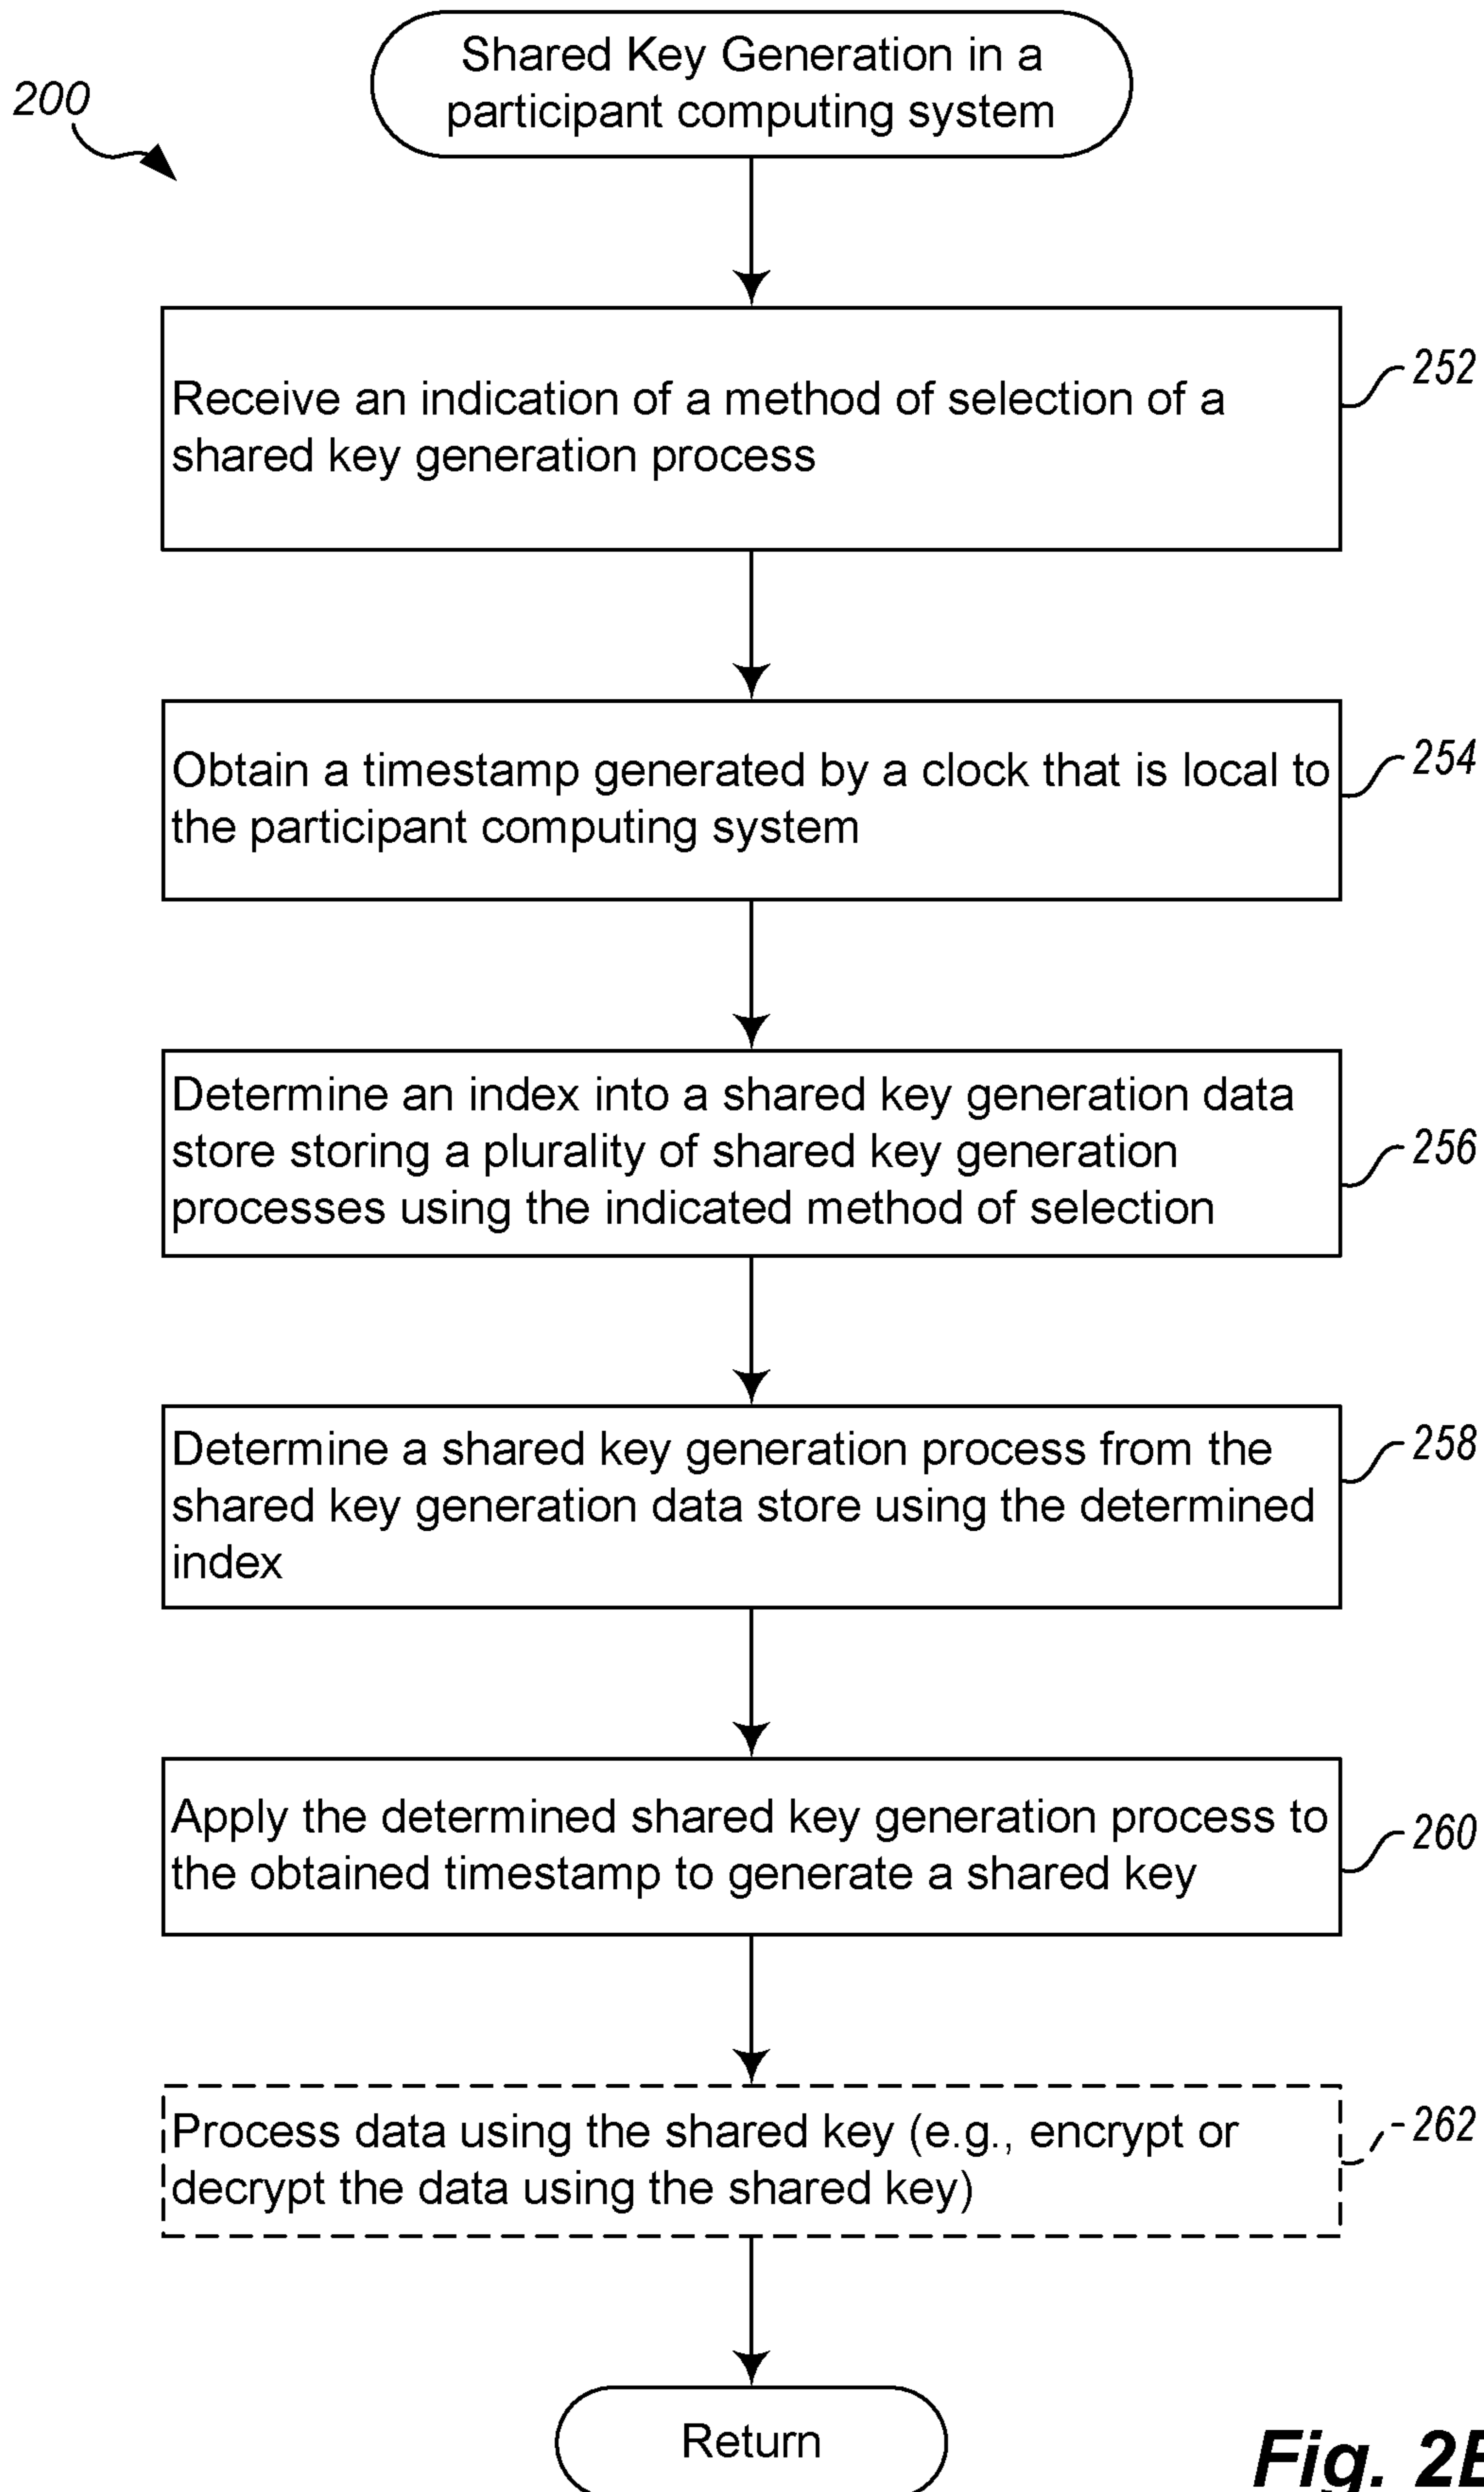 Shared Key Generation in a
participant computing system
200
Receive an indication of a method of selection of a
shared key generation process
252
Obtain a timestamp generated by a clock that is local to
the participant computing system
254
Determine an index into a shared key generation data
store storing a plurality of shared key generation
processes using the indicated method of selection
256
Determine a shared key generation process from the
shared key generation data store using the determined
index
258
Apply the determined shared key generation process to
the obtained timestamp to generate a shared key
260
Process data using the shared key (e.g., encrypt or
decrypt the data using the shared key)
262
Return
Fig.